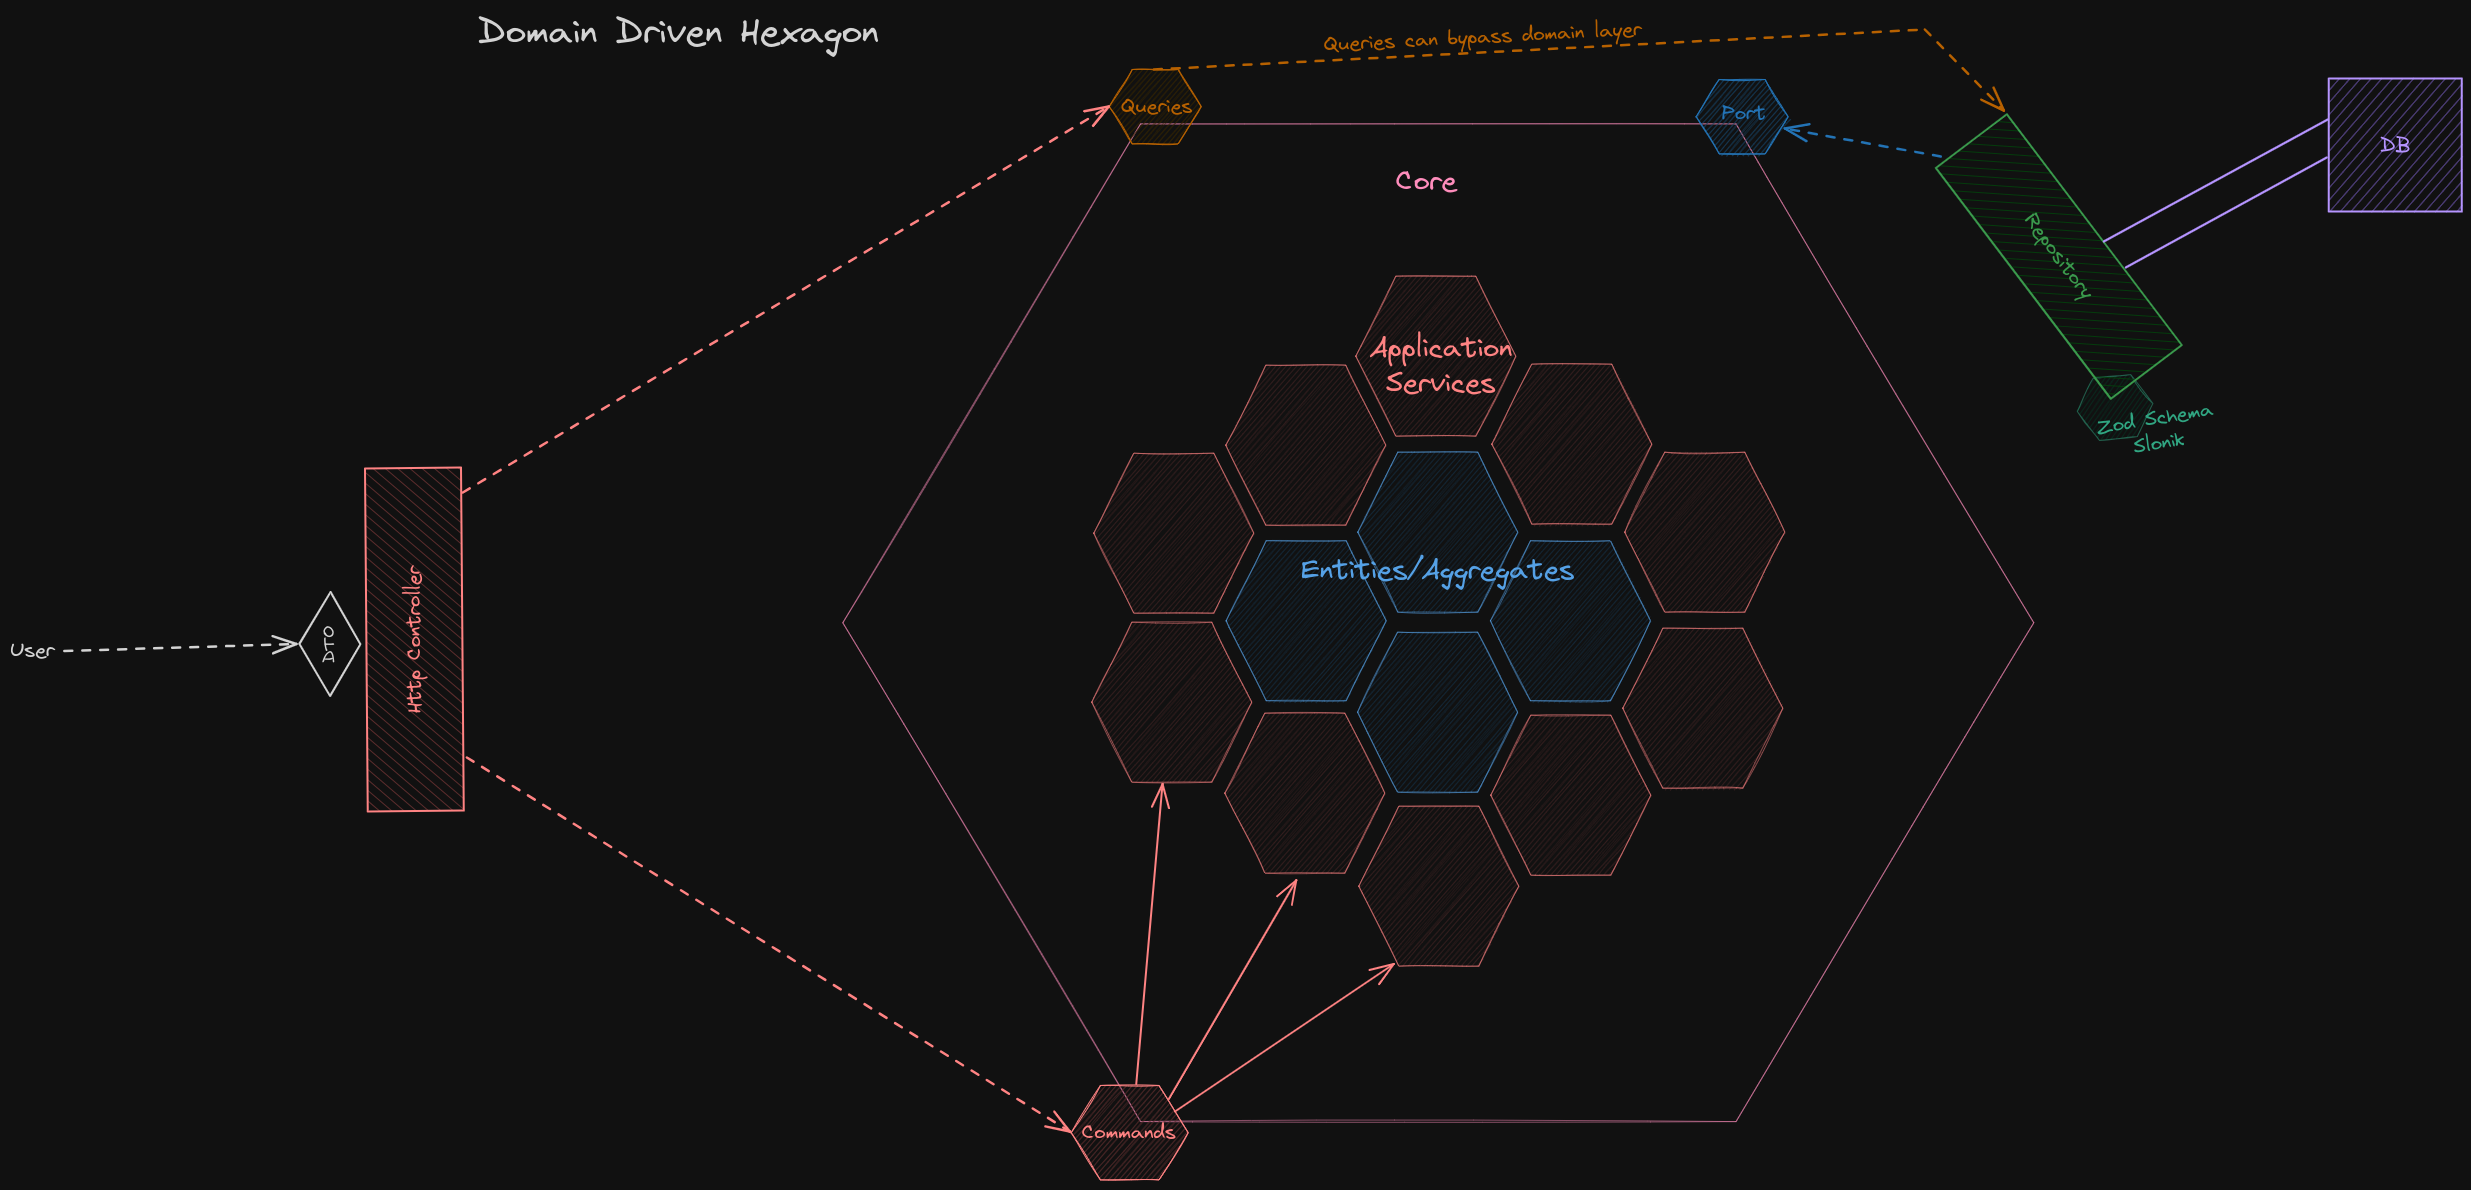 Domain Driven Hexagon
Queries can bypass domain layer
Queries
Port
DB
Core
Repository
Application
Services
Zod Schema
Slonik
Entities/Aggregates
User
DTO
Http Controller
Commands